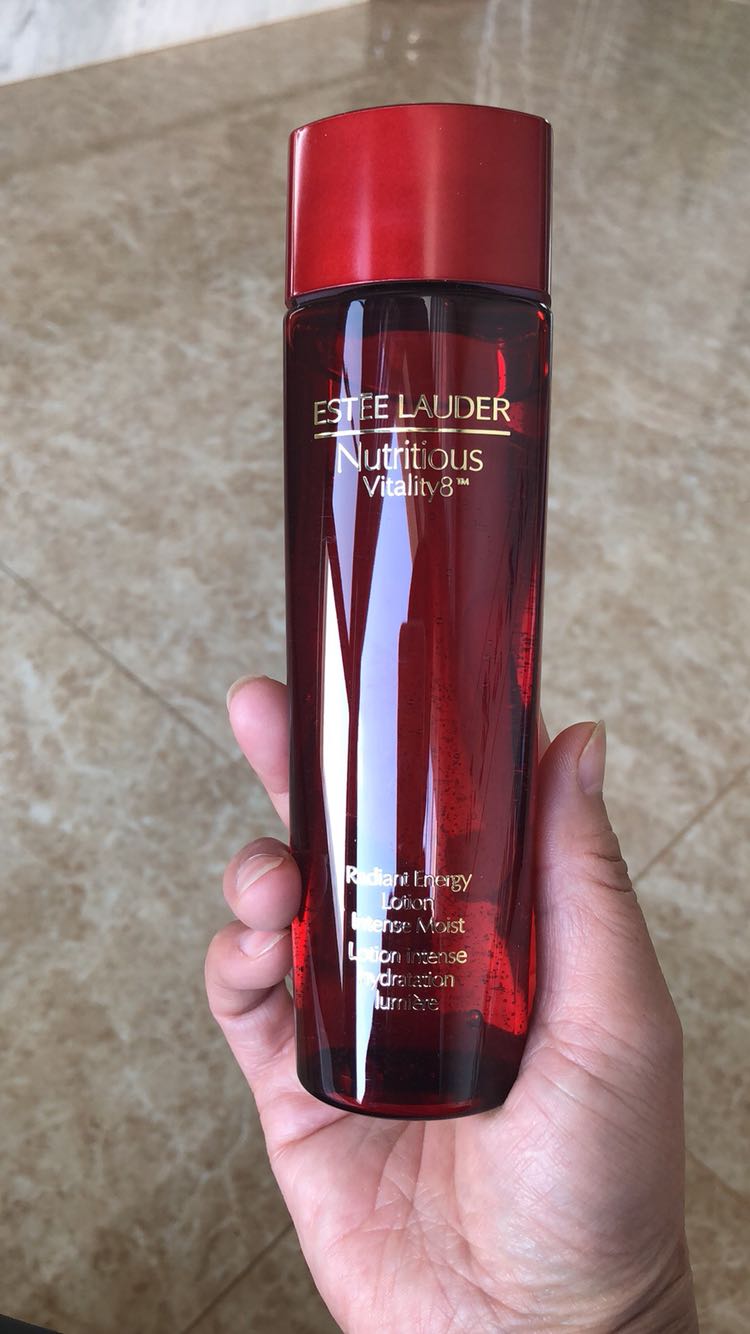 ESTĒE LAUDER
Nutritious
Vitality8™
Radiant Energy
Lotion
Intense Moist
Lotion intense
hydratation
lumière